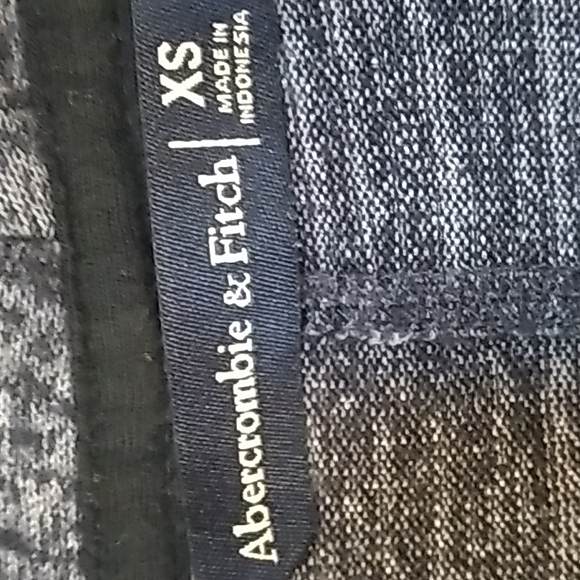 Abercrombie & Fitch | XS
MADE IN
INDONESIA